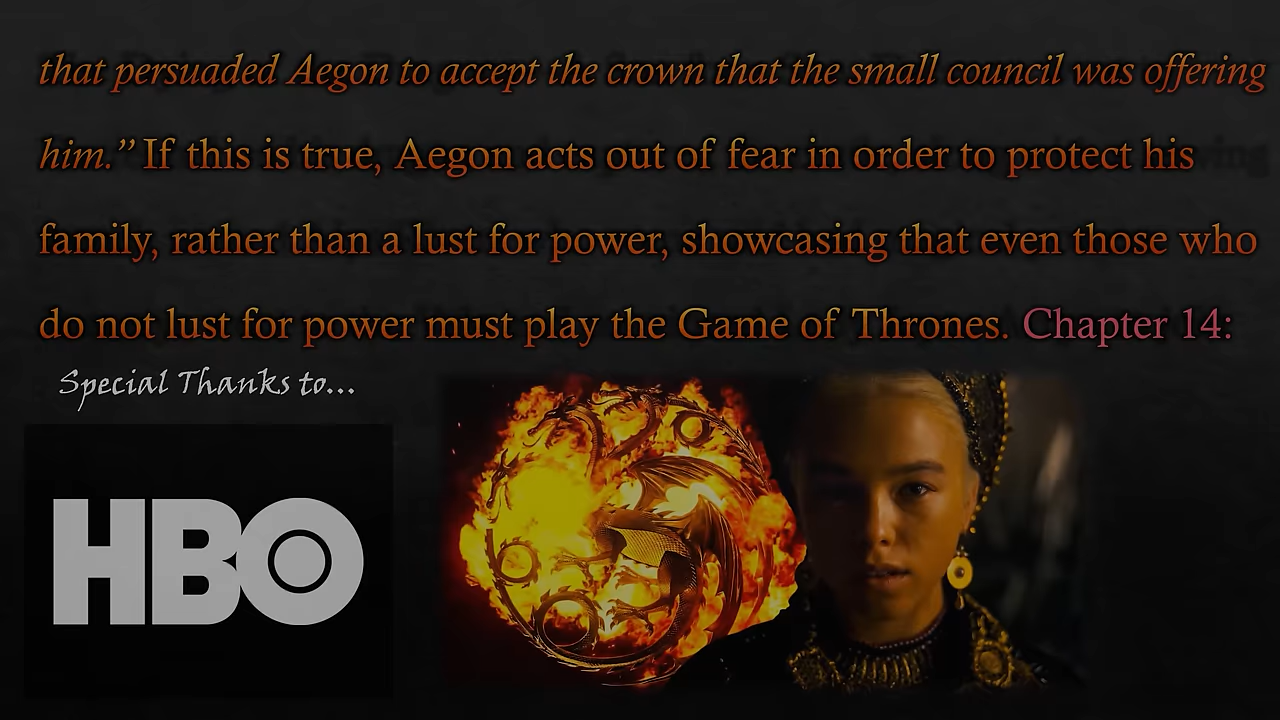 that persuaded Aegon to accept the crown that the small council was offering
him.” If this is true, Aegon acts out of fear in order to protect his
family, rather than a lust for power, showcasing that even those who
do not lust for power must play the Game of Thrones. Chapter 14:
Special Thanks to...
HBO